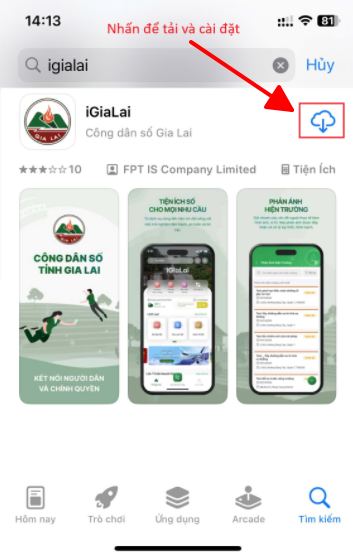 14:13
81
Nhấn để tải và cài đặt
igialai
Hủy
GIA LAI
iGiaLai
Công dân số Gia Lai
10
FPT IS Company Limited
Tiện Ích
GIA LAI
CÔNG DÂN SỐ
TỈNH GIA LAI
KẾT NỐI NGƯỜI DÂN
VÀ CHÍNH QUYỀN
TIỆN ÍCH SỐ
CHO MỌI NHU CẦU
IGiaLai
PHẢN ÁNH
HIỆN TRƯỜNG
Hôm nay
Trò chơi
Ứng dụng
Arcade
Tìm kiếm